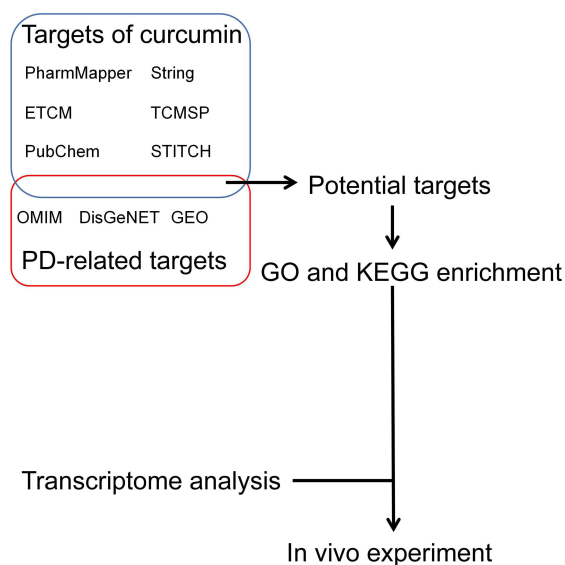 Targets of curcumin
PharmMapper String
ETCM TCMSP
PubChem STITCH
Potential targets
OMIM DisGeNET GEO
PD-related targets
GO and KEGG enrichment
Transcriptome analysis
In vivo experiment